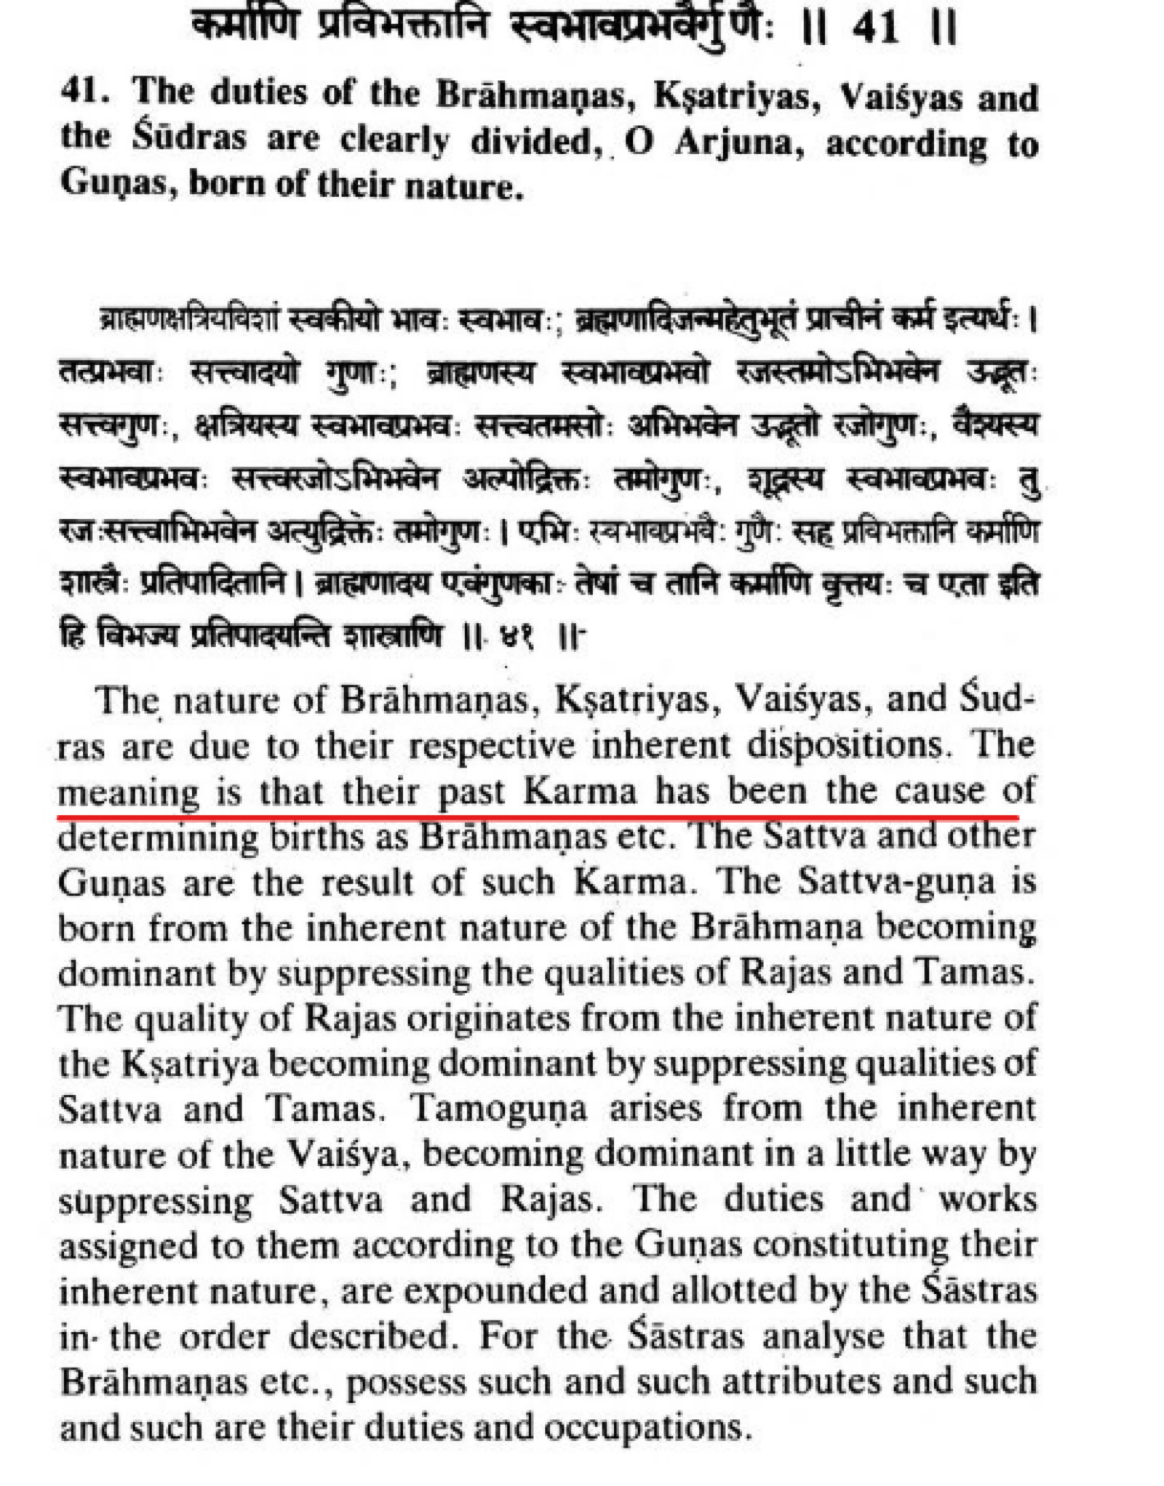 कर्माणि प्रविभक्तानि स्वभावप्रभवैर्गुणैः ॥ 41 ॥
41. The duties of the Brāhmaṇas, Kṣatriyas, Vaiśyas and
the Śūdras are clearly divided, O Arjuna, according to
Guṇas, born of their nature.
ब्राह्मणक्षत्रियविशां स्वकीयो भावः स्वभावः; ब्रह्मणादिजन्महेतुभूतं प्राचीनं कर्म इत्यर्थः।
तत्प्रभवाः सत्त्वादयो गुणाः; ब्राह्मणस्य स्वभावप्रभवो रजस्तमोऽभिभवेन उद्भूतः
सत्त्वगुणः, क्षत्रियस्य स्वभावप्रभवः सत्त्वतमसोः अभिभवेन उद्भूतो रजोगुणः, वैश्यस्य
स्वभावप्रभवः सत्त्वरजोऽभिभवेन अल्पोद्रिक्तः तमोगुणः, शूद्रस्य स्वभावप्रभवः तु
रजःसत्त्वाभिभवेन अत्युद्रिक्तः तमोगुणः। एभिः स्वभावप्रभवैः गुणैः सह प्रविभक्तानि कर्माणि
शास्त्रैः प्रतिपादितानि। ब्राह्मणादय एवंगुणकाः तेषां च तानि कर्माणि वृत्तयः च एता इति
हि विभज्य प्रतिपादयन्ति शास्त्राणि ॥ ४१ ॥
The nature of Brāhmaṇas, Kṣatriyas, Vaiśyas, and Śud-
ras are due to their respective inherent dispositions. The
meaning is that their past Karma has been the cause of
determining births as Brāhmaṇas etc. The Sattva and other
Guṇas are the result of such Karma. The Sattva-guṇa is
born from the inherent nature of the Brāhmaṇa becoming
dominant by suppressing the qualities of Rajas and Tamas.
The quality of Rajas originates from the inherent nature of
the Kṣatriya becoming dominant by suppressing qualities of
Sattva and Tamas. Tamoguṇa arises from the inherent
nature of the Vaiśya, becoming dominant in a little way by
suppressing Sattva and Rajas. The duties and works
assigned to them according to the Guṇas constituting their
inherent nature, are expounded and allotted by the Śāstras
in the order described. For the Śāstras analyse that the
Brāhmaṇas etc., possess such and such attributes and such
and such are their duties and occupations.